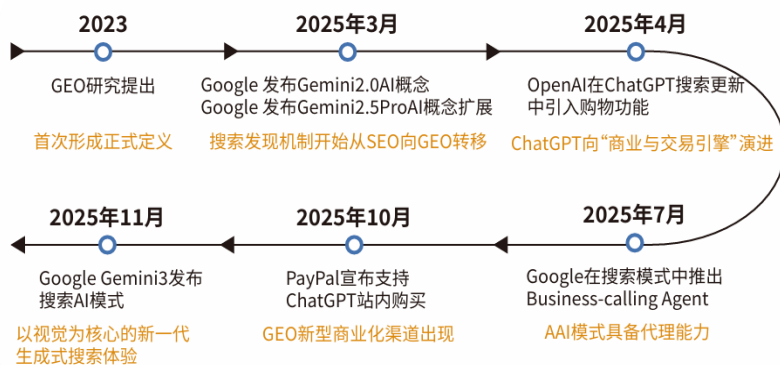 2023
GEO研究提出
首次形成正式定义
2025年3月
Google 发布Gemini2.0AI概念
Google 发布Gemini2.5ProAI概念扩展
搜索发现机制开始从SEO向GEO转移
2025年4月
OpenAI在ChatGPT搜索更新
中引入购物功能
ChatGPT向“商业与交易引擎”演进
2025年7月
Google在搜索模式中推出
Business-calling Agent
AAI模式具备代理能力
2025年10月
PayPal宣布支持
ChatGPT站内购买
GEO新型商业化渠道出现
2025年11月
Google Gemini3发布
搜索AI模式
以视觉为核心的新一代
生成式搜索体验